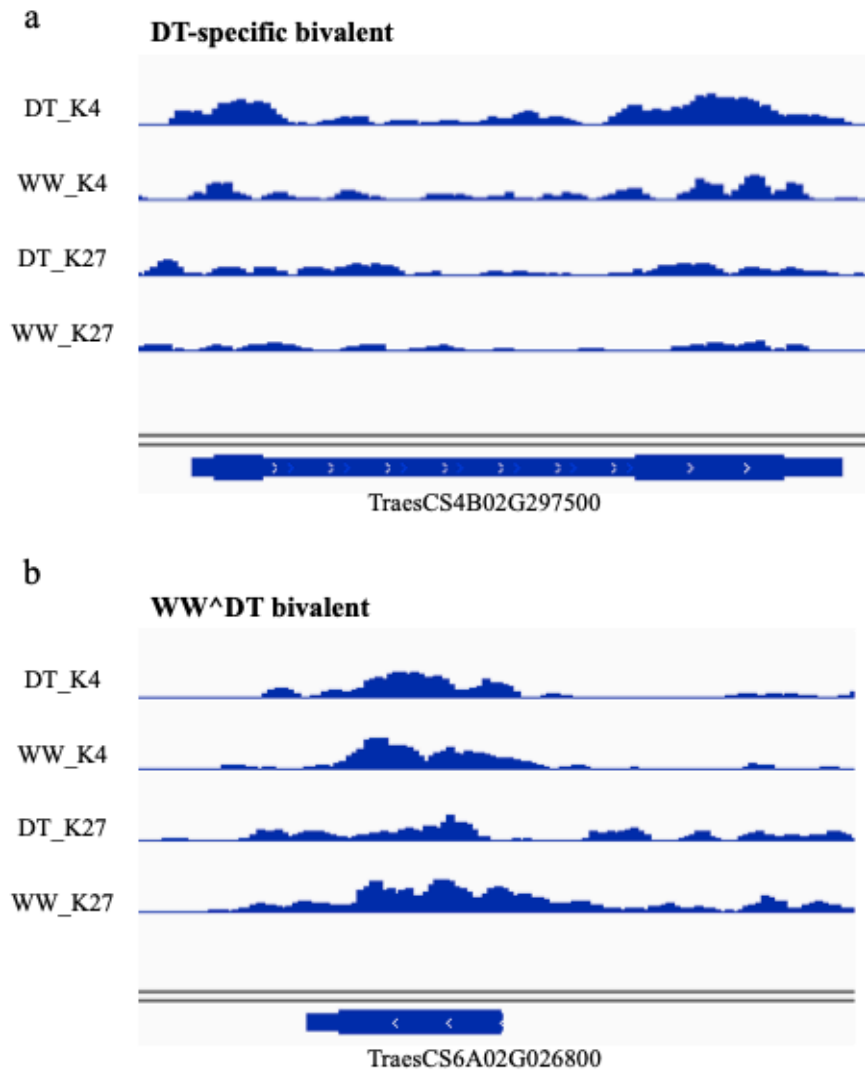 a
DT-specific bivalent
DT_K4
WW_K4
DT_K27
WW_K27
TraesCS4B02G297500
b
WW^DT bivalent
DT_K4
WW_K4
DT_K27
WW_K27
TraesCS6A02G026800